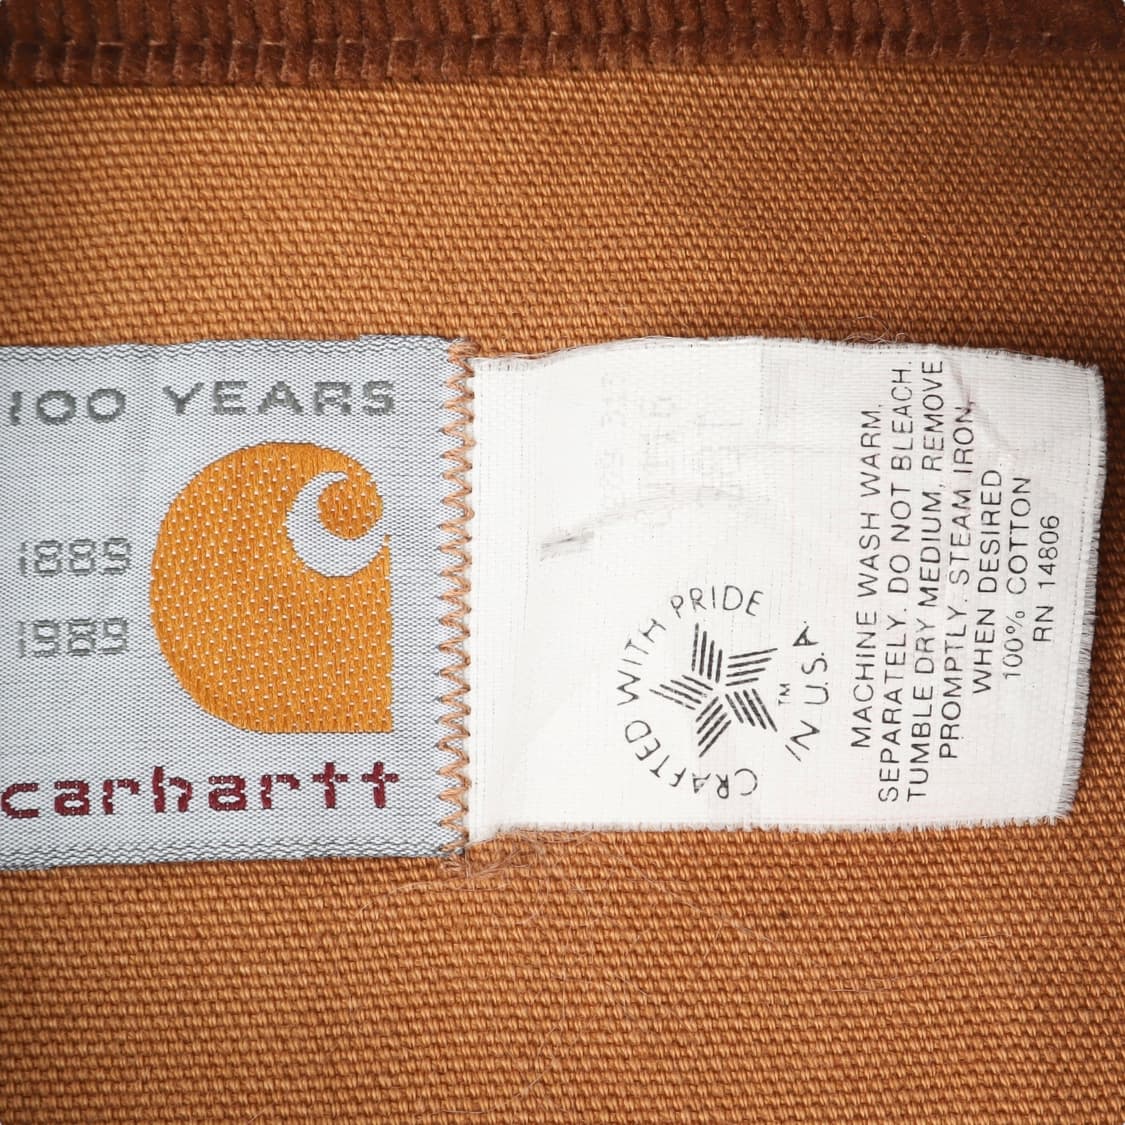 100 YEARS
1889
1989
carhartt
CRAFTED WITH PRIDE
IN U.S.A.
TM
MACHINE WASH WARM,
SEPARATELY. DO NOT BLEACH.
TUMBLE DRY MEDIUM, REMOVE
PROMPTLY. STEAM IRON,
WHEN DESIRED
100% COTTON
RN 14806